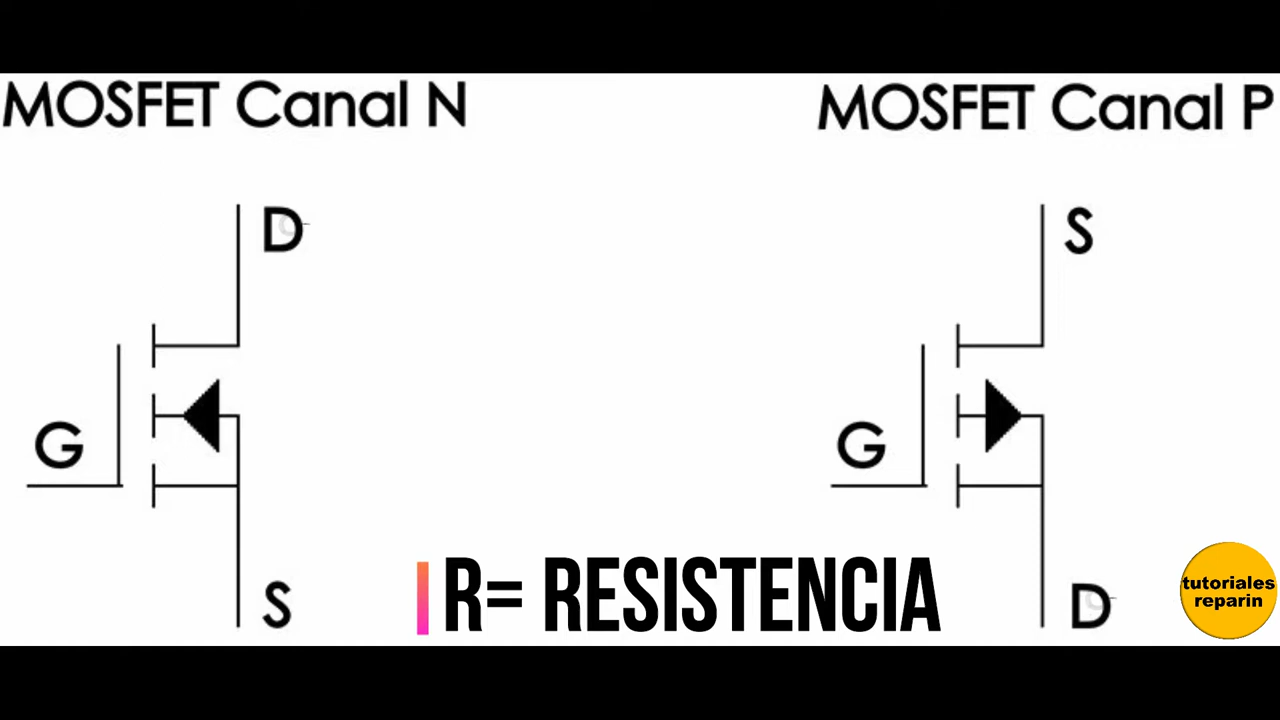 MOSFET Canal N
MOSFET Canal P
D
S
G
G
S
D
R= RESISTENCIA
tutoriales
reparin